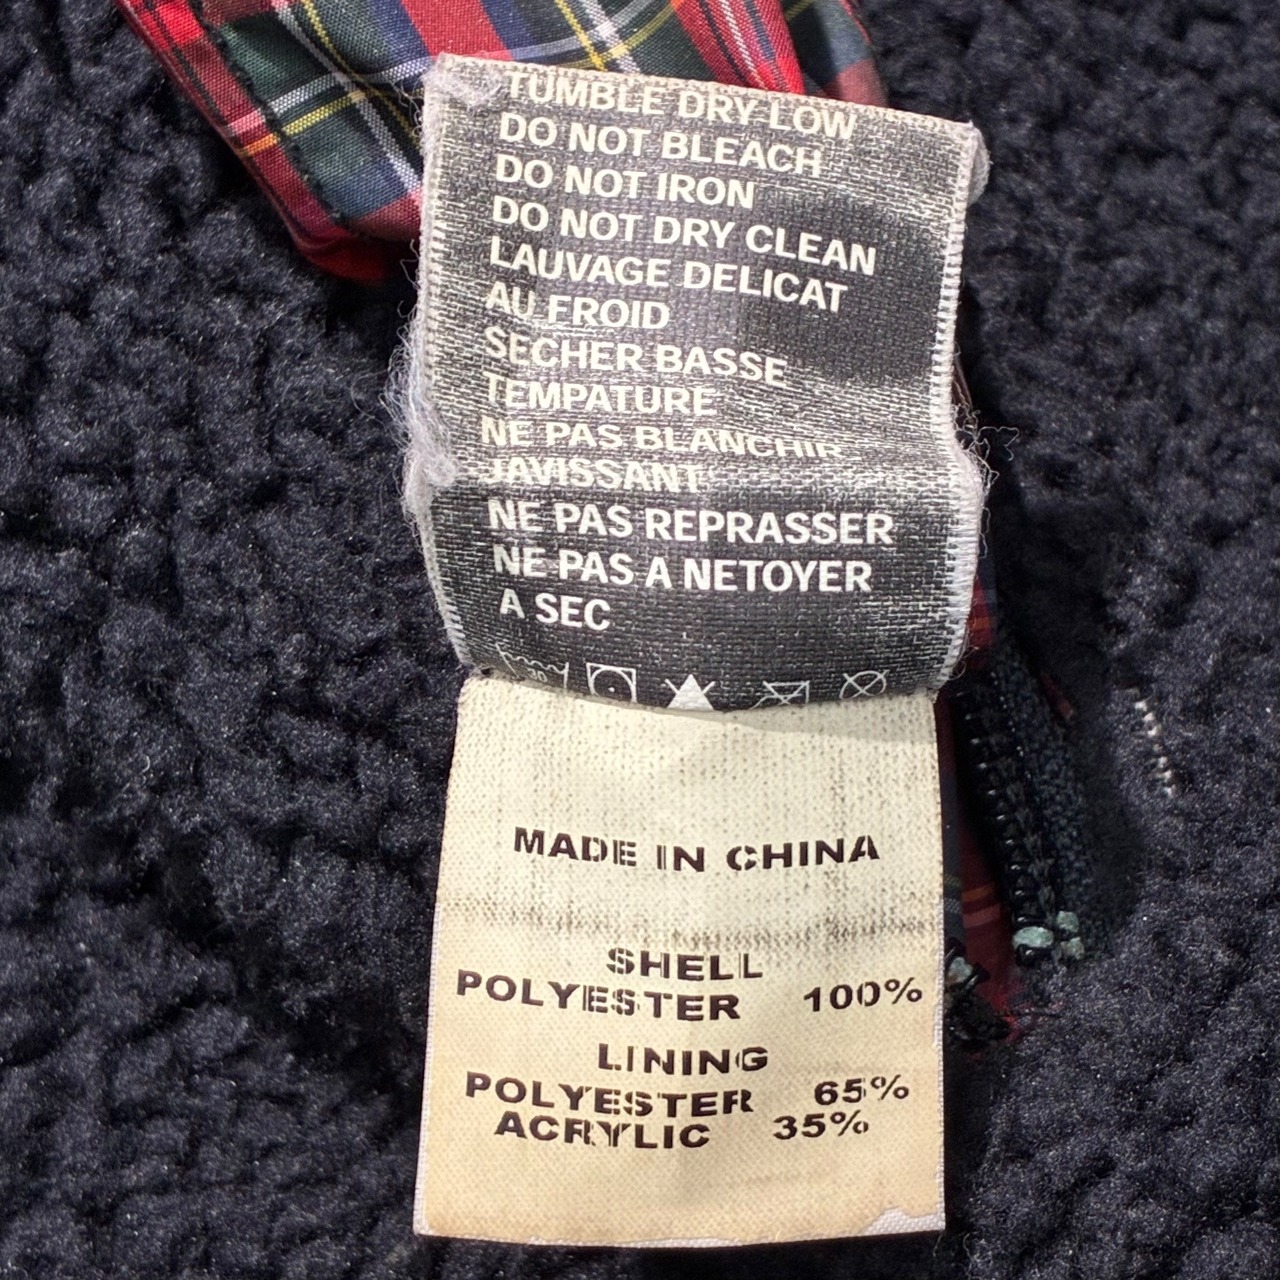 TUMBLE DRY LOW
DO NOT BLEACH
DO NOT IRON
DO NOT DRY CLEAN
LAUVAGE DELICAT
AU FROID
SECHER BASSE
TEMPATURE
NE PAS BLANCHIR
JAVISSANT
NE PAS REPRASSER
NE PAS A NETOYER
A SEC
30
MADE IN CHINA
SHELL
POLYESTER 100%
LINING
POLYESTER 65%
ACRYLIC 35%